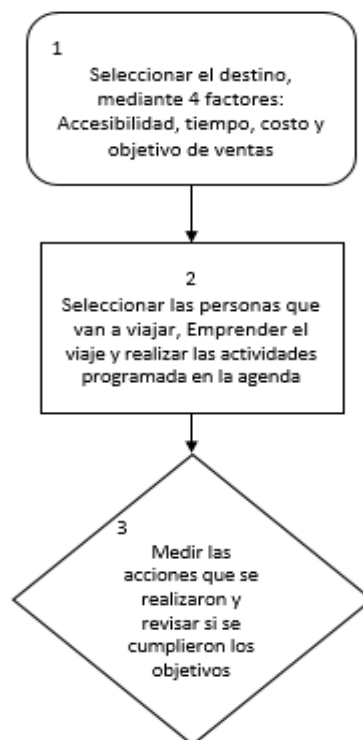 1
Seleccionar el destino,
mediante 4 factores:
Accesibilidad, tiempo, costo y
objetivo de ventas
2
Seleccionar las personas que
van a viajar, Emprender el
viaje y realizar las actividades
programada en la agenda
3
Medir las
acciones que se
realizaron y
revisar si se
cumplieron los
objetivos